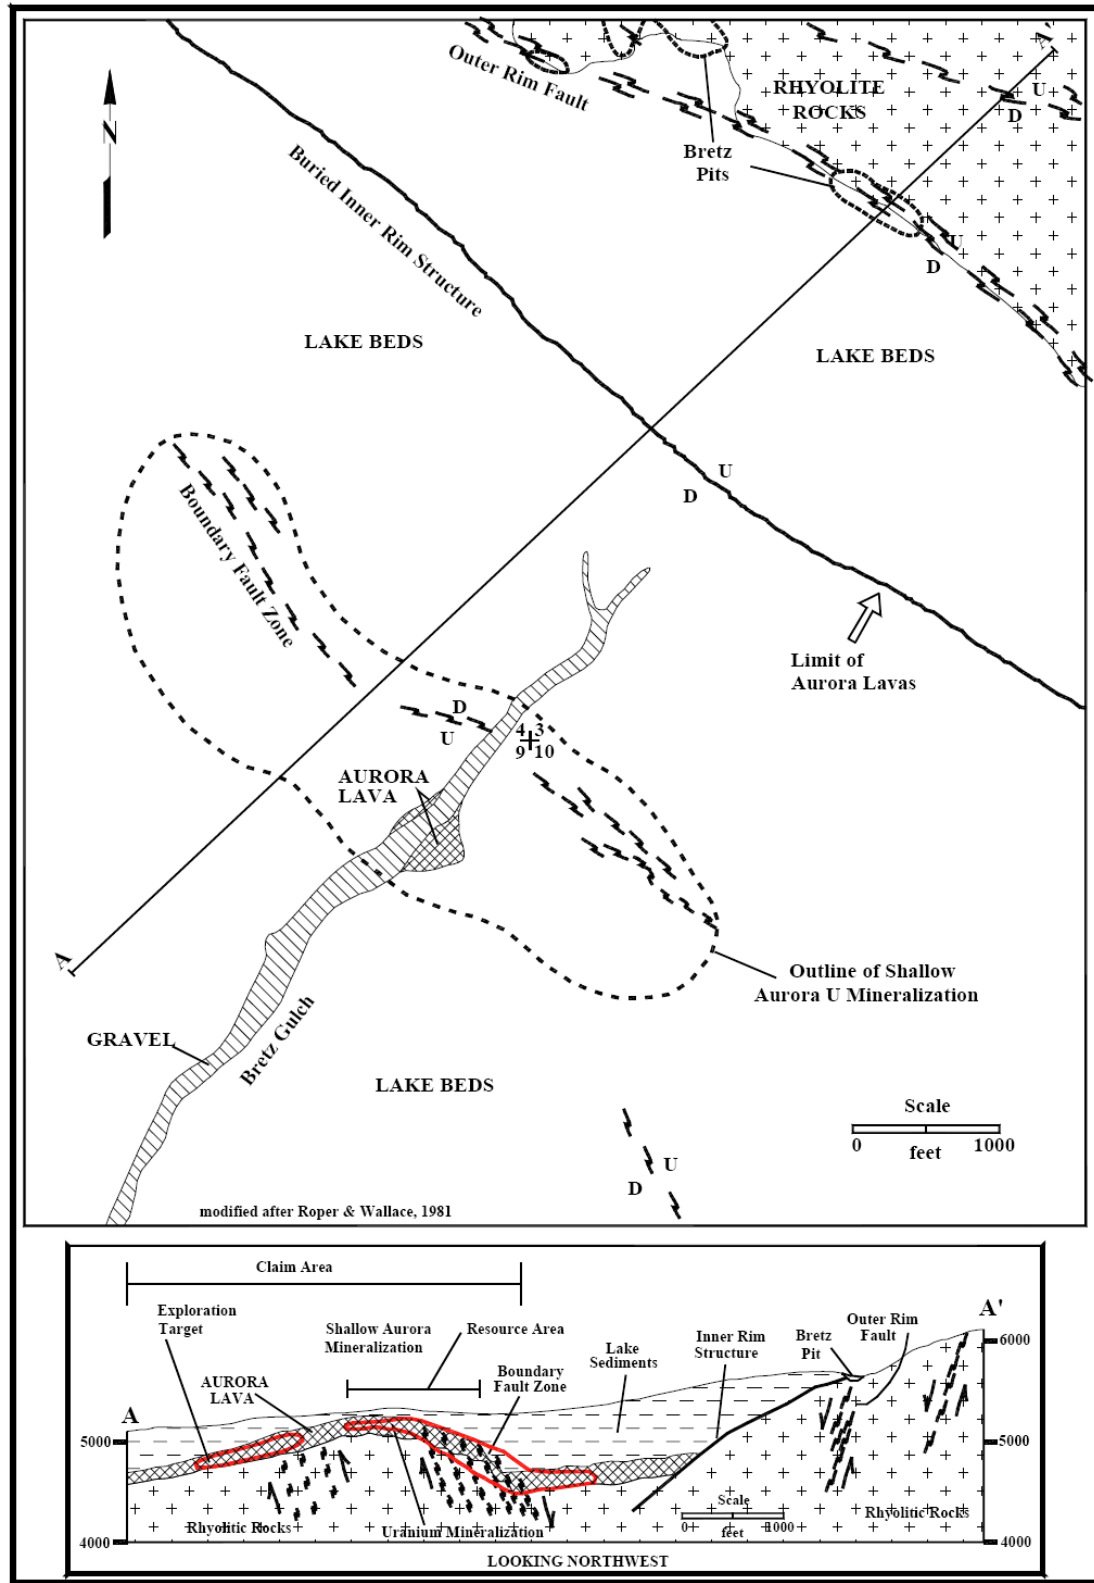 N
Outer Rim Fault
RHYOLITE
ROCKS
A'
U
D
Bretz
Pits
Buried Inner Rim Structure
U
D
LAKE BEDS
LAKE BEDS
U
D
Boundary Fault Zone
Limit of
Aurora Lavas
D
U
4 3
9 10
AURORA
LAVA
A
Outline of Shallow
Aurora U Mineralization
GRAVEL
Bretz Gulch
LAKE BEDS
Scale
0 1000
feet
U
D
modified after Roper & Wallace, 1981
Claim Area
Exploration
Target
Shallow Aurora
Mineralization
Resource Area
AURORA
LAVA
Boundary
Fault Zone
Lake
Sediments
Inner Rim
Structure
Bretz
Pit
Outer Rim
Fault
A'
A
6000
5000
5000
4000
4000
Rhyolitic Rocks
Uranium Mineralization
Scale
0 1000
feet
Rhyolitic Rocks
LOOKING NORTHWEST